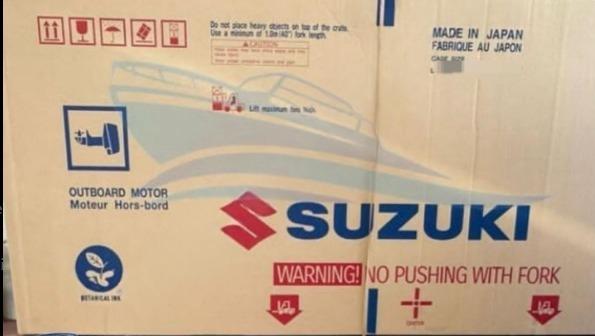 Do not place heavy objects on top of the crate.
Use a minimum of 1.0m (40") fork length.
CAUTION
MADE IN JAPAN
FABRIQUE AU JAPON
CASE SIZE
L
Lift maximum two high.
OUTBOARD MOTOR
Moteur Hors-bord
SUZUKI
BOTANICAL INK
WARNING! NO PUSHING WITH FORK
CENTER